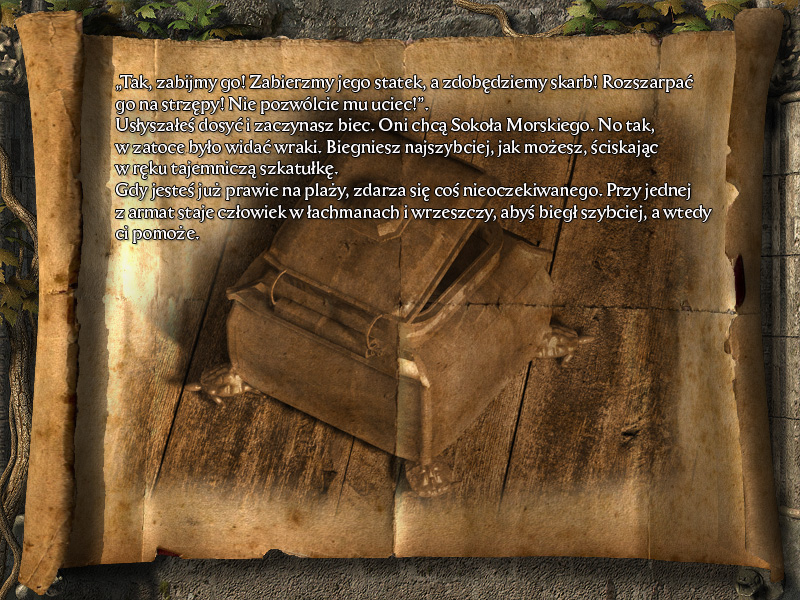 „Tak, zabijmy go! Zabierzmy jego statek, a zdobędziemy skarb! Rozszarpać
go na strzępy! Nie pozwólcie mu uciec!”.
Usłyszałeś dosyć i zaczynasz biec. Oni chcą Sokoła Morskiego. No tak,
w zatoce było widać wraki. Biegniesz najszybciej, jak możesz, ściskając
w ręku tajemniczą szkatułkę.
Gdy jesteś już prawie na plaży, zdarza się coś nieoczekiwanego. Przy jednej
z armat staje człowiek w łachmanach i wrzeszczy, abyś biegł szybciej, a wtedy
ci pomoże.